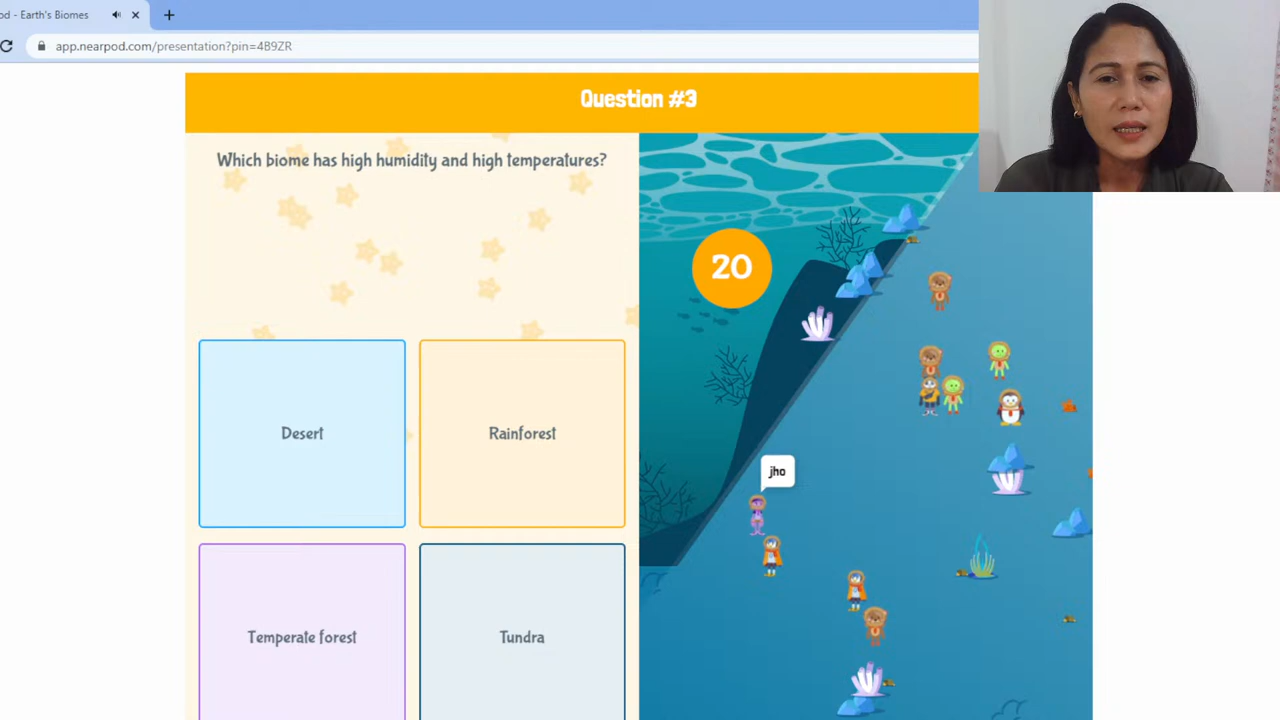 od - Earth's Biomes
app.nearpod.com/presentation?pin=4B9ZR
Question #3
Which biome has high humidity and high temperatures?
20
Desert
Rainforest
jho
Temperate forest
Tundra